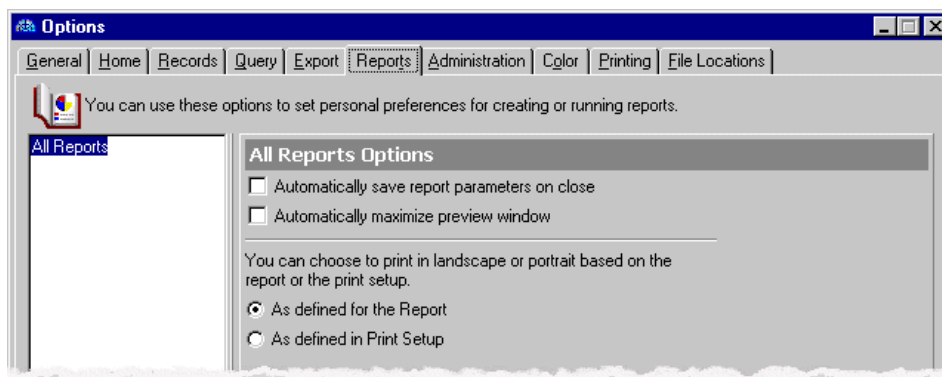 Options
General Home Records Query Export Reports Administration Color Printing File Locations
You can use these options to set personal preferences for creating or running reports.
All Reports
All Reports Options
Automatically save report parameters on close
Automatically maximize preview window
You can choose to print in landscape or portrait based on the
report or the print setup.
As defined for the Report
As defined in Print Setup